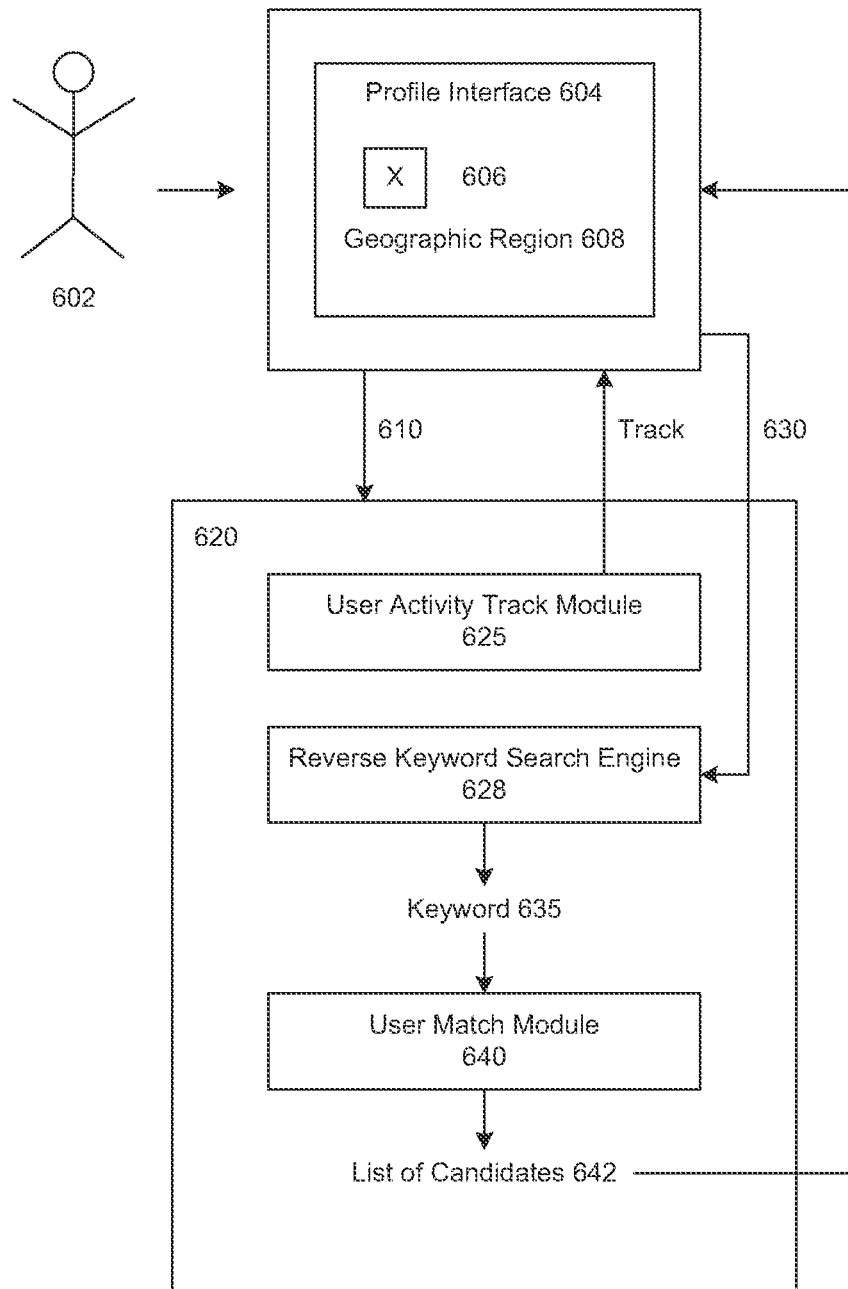 Profile Interface 604
X
606
Geographic Region 608
602
610
Track
630
620
User Activity Track Module
625
Reverse Keyword Search Engine
628
Keyword 635
User Match Module
640
List of Candidates 642